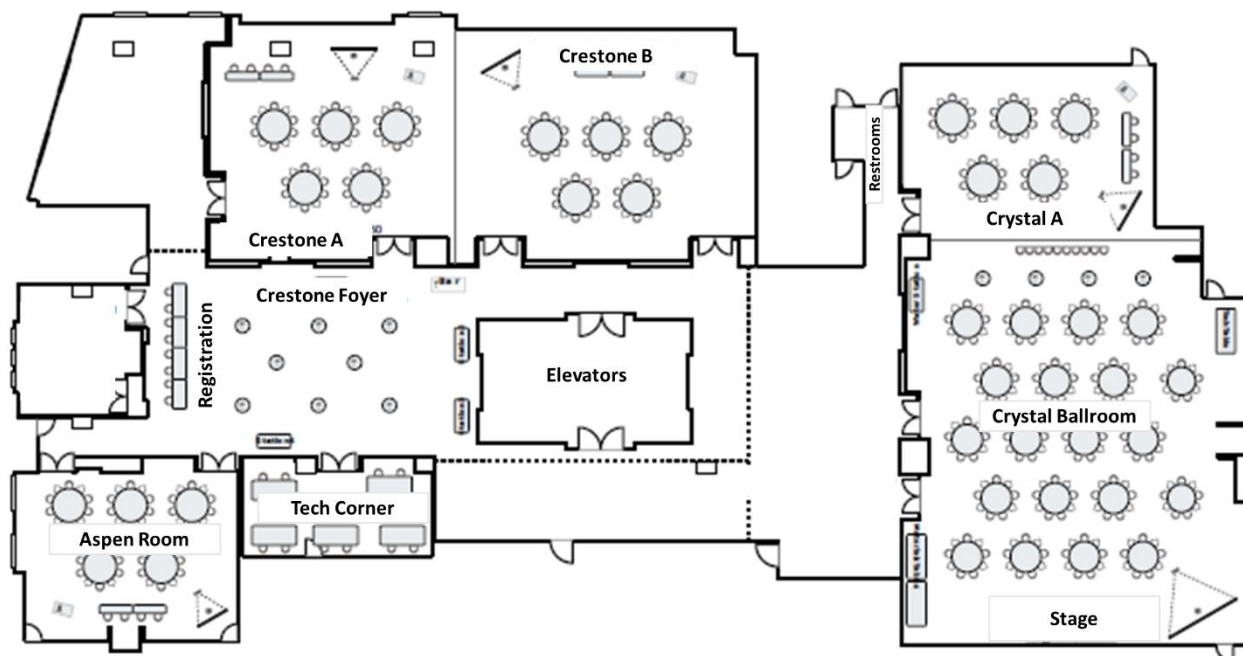 Crestone B
Restrooms
Crestone A
Crystal A
Crestone Foyer
Registration
Elevators
Crystal Ballroom
Tech Corner
Aspen Room
Stage